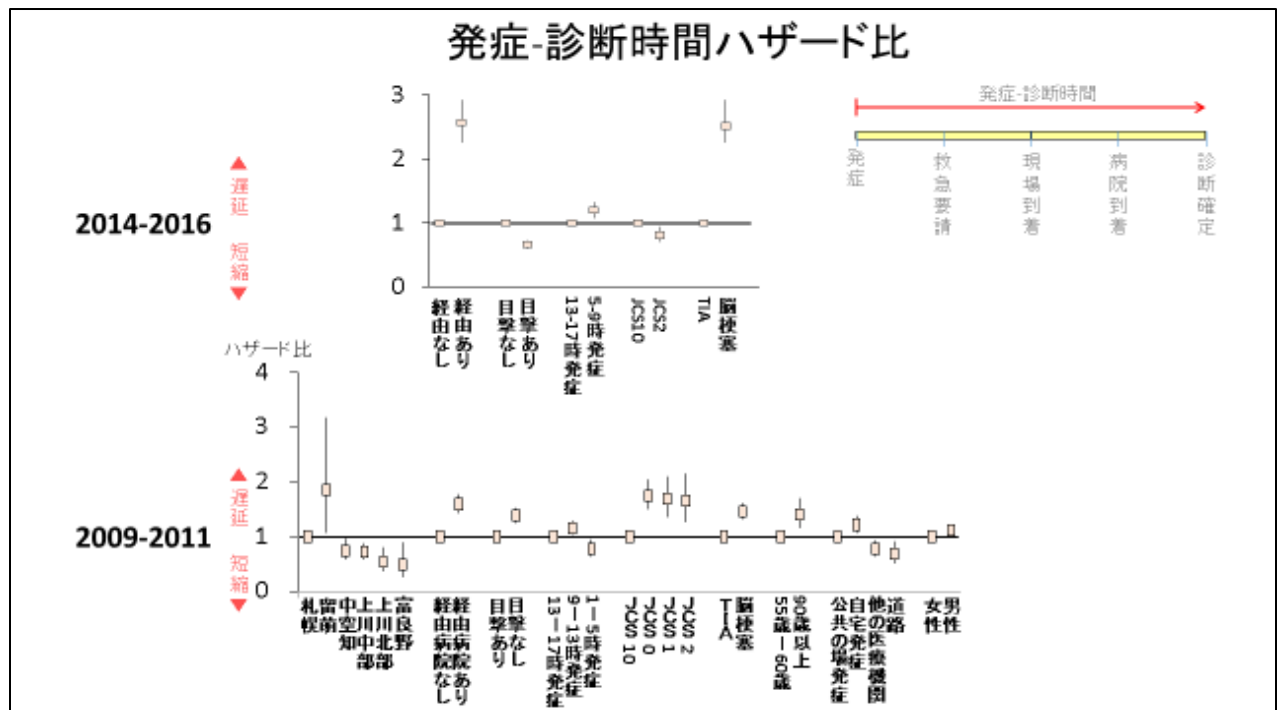 発症-診断時間ハザード比
発症-診断時間
発症
救急要請
現場到着
病院到着
診断確定
2014-2016
遅延
短縮
3
2
1
0
経由なし
経由あり
目撃なし
目撃あり
13-17時発症
5-9時発症
JCS10
JCS2
TIA
脳梗塞
ハザード比
2009-2011
遅延
短縮
4
3
2
1
0
札幌
留萌
中空知
上川中部
上川北部
富良野
経由病院なし
経由病院あり
目撃あり
目撃なし
13－17時発症
9－13時発症
1－5時発症
JCS 10
JCS 0
JCS 1
JCS 2
TIA
脳梗塞
55歳－60歳
90歳以上
公共の場発症
自宅発症
他の医療機関
道路
女性
男性